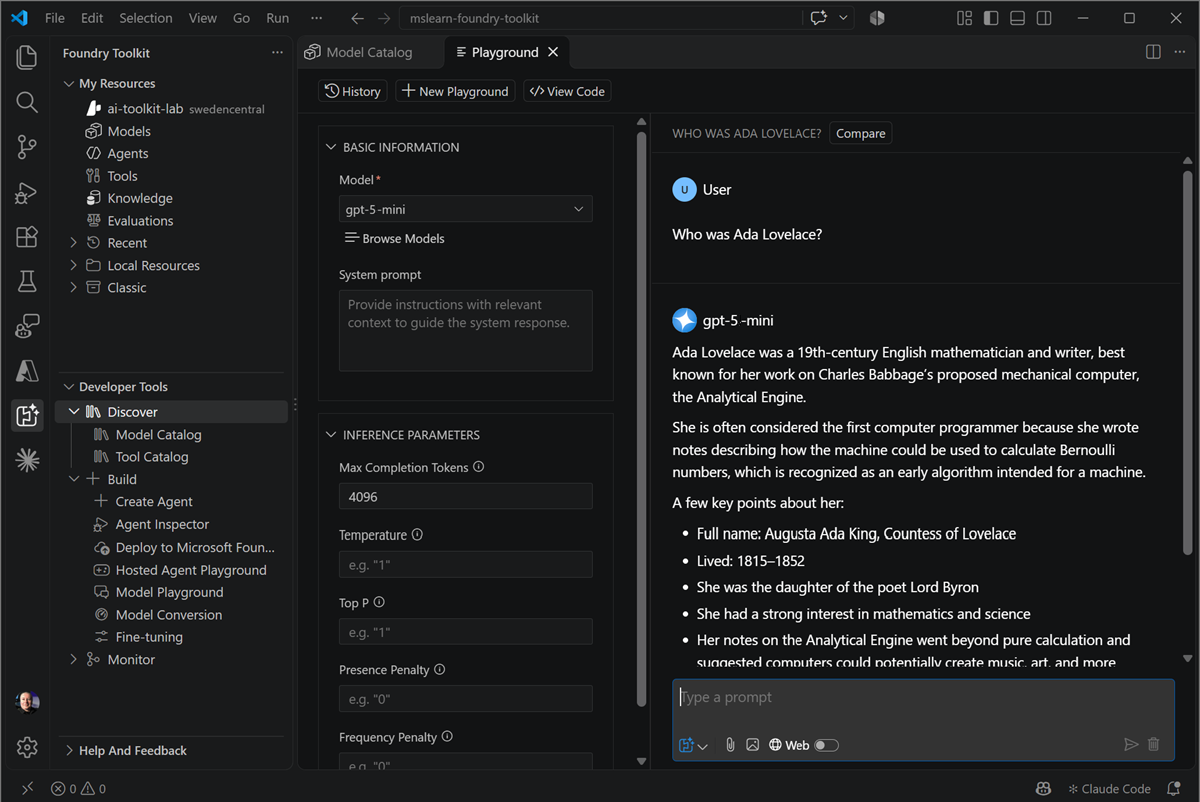 File Edit Selection View Go Run ··· mslearn-foundry-toolkit
Foundry Toolkit ···
My Resources
ai-toolkit-lab swedencentral
Models
Agents
Tools
Knowledge
Evaluations
Recent
Local Resources
Classic
Developer Tools
Discover
Model Catalog
Tool Catalog
Build
Create Agent
Agent Inspector
Deploy to Microsoft Foun...
Hosted Agent Playground
Model Playground
Model Conversion
Fine-tuning
Monitor
Help And Feedback
Model Catalog Playground
History New Playground View Code
BASIC INFORMATION
Model*
gpt-5-mini
Browse Models
System prompt
Provide instructions with relevant
context to guide the system response.
INFERENCE PARAMETERS
Max Completion Tokens
4096
Temperature
e.g. "1"
Top P
e.g. "1"
Presence Penalty
e.g. "0"
Frequency Penalty
e.g. "0"
WHO WAS ADA LOVELACE? Compare
U User
Who was Ada Lovelace?
gpt-5-mini
Ada Lovelace was a 19th-century English mathematician and writer, best
known for her work on Charles Babbage’s proposed mechanical computer,
the Analytical Engine.
She is often considered the first computer programmer because she wrote
notes describing how the machine could be used to calculate Bernoulli
numbers, which is recognized as an early algorithm intended for a machine.
A few key points about her:
• Full name: Augusta Ada King, Countess of Lovelace
• Lived: 1815–1852
• She was the daughter of the poet Lord Byron
• She had a strong interest in mathematics and science
• Her notes on the Analytical Engine went beyond pure calculation and
suggested computers could potentially create music, art, and more
Type a prompt
Web
0 0 Claude Code